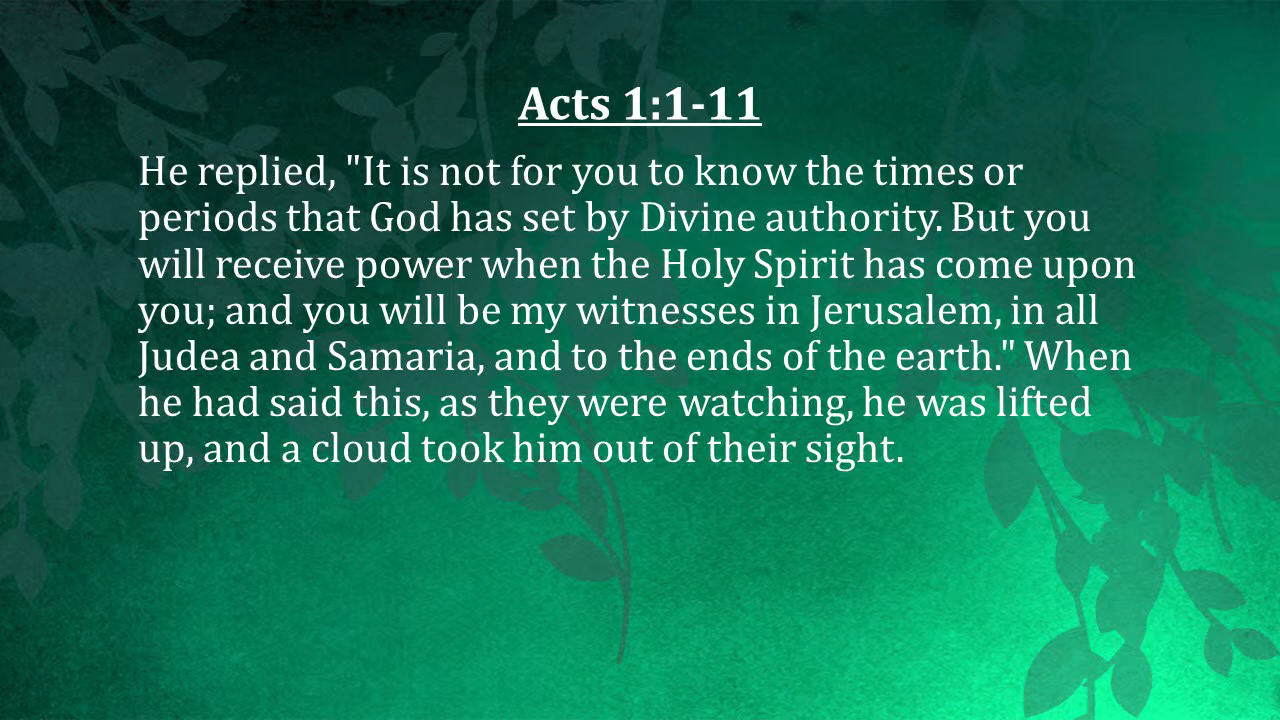 Acts 1:1-11
He replied, "It is not for you to know the times or
periods that God has set by Divine authority. But you
will receive power when the Holy Spirit has come upon
you; and you will be my witnesses in Jerusalem, in all
Judea and Samaria, and to the ends of the earth." When
he had said this, as they were watching, he was lifted
up, and a cloud took him out of their sight.